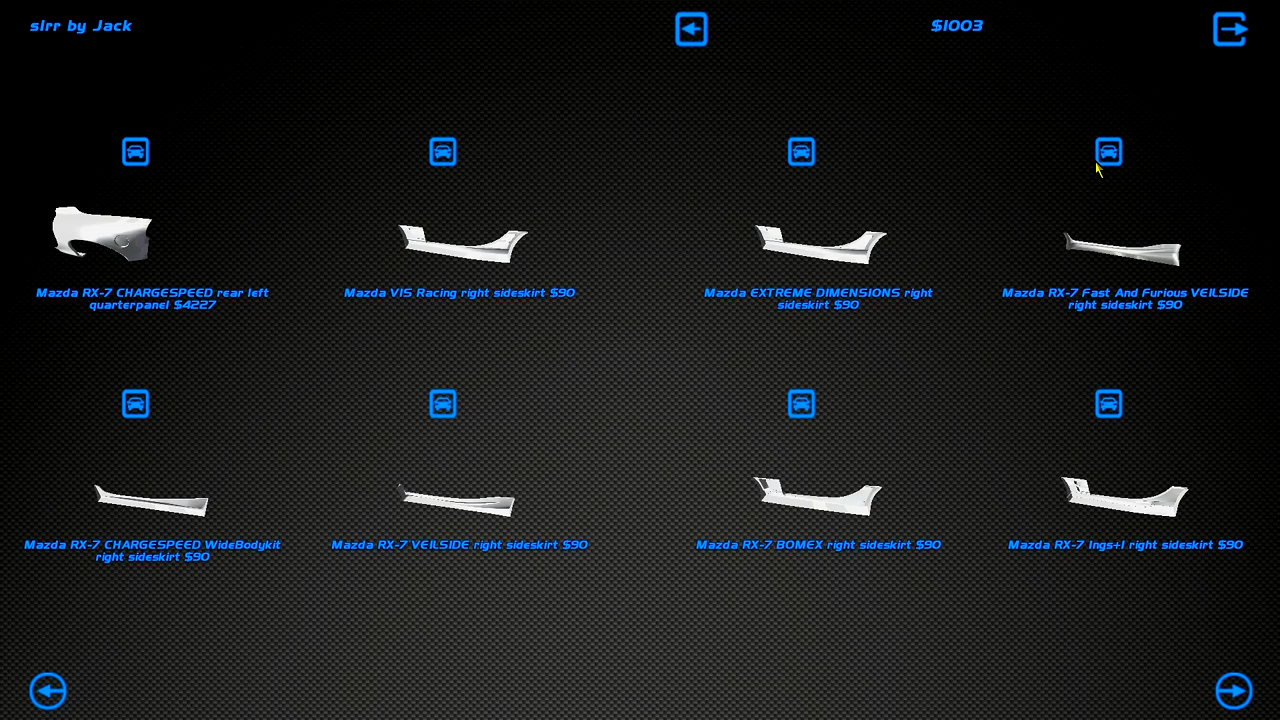 sirr by Jack
$1003
Mazda RX-7 CHARGESPEED rear left
quarterpanel $4227
Mazda VIS Racing right sideskirt $90
Mazda EXTREME DIMENSIONS right
sideskirt $90
Mazda RX-7 Fast And Furious VEILSIDE
right sideskirt $90
Mazda RX-7 CHARGESPEED WideBodykit
right sideskirt $90
Mazda RX-7 VEILSIDE right sideskirt $90
Mazda RX-7 BOMEX right sideskirt $90
Mazda RX-7 Ings+1 right sideskirt $90